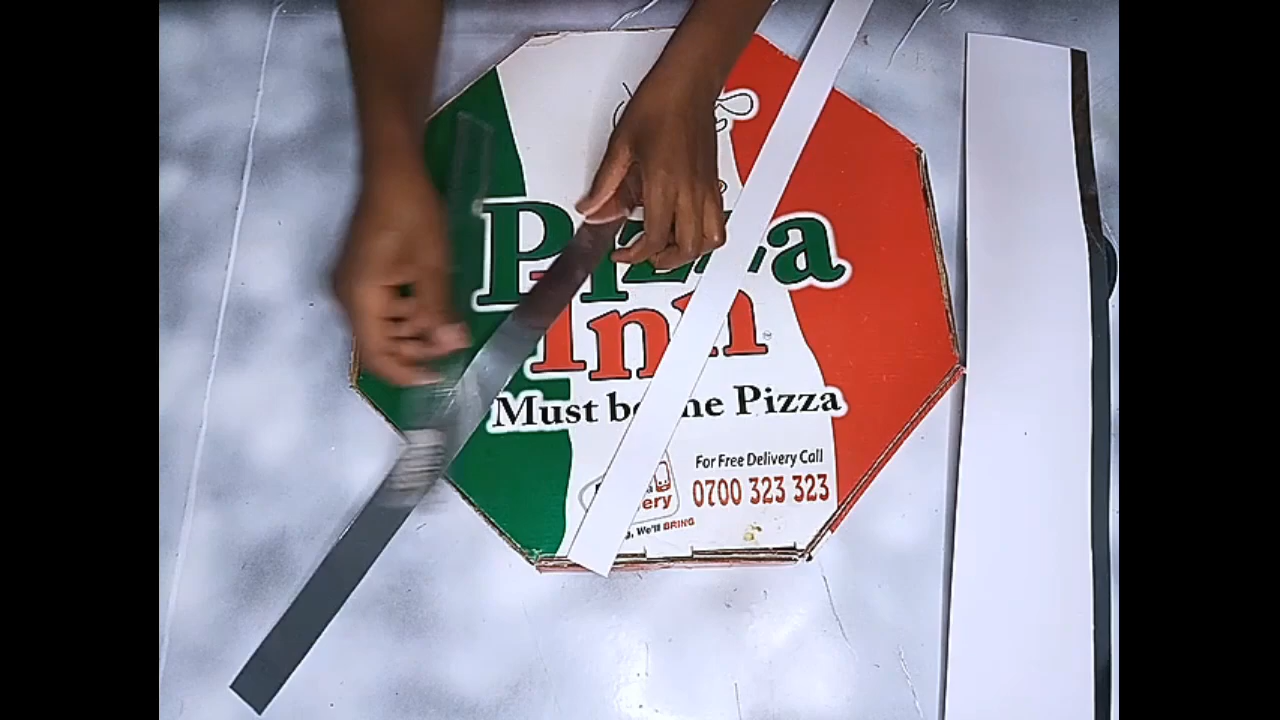 Pizza
Inn
Must be the Pizza
For Free Delivery Call
0700 323 323
We'll BRING